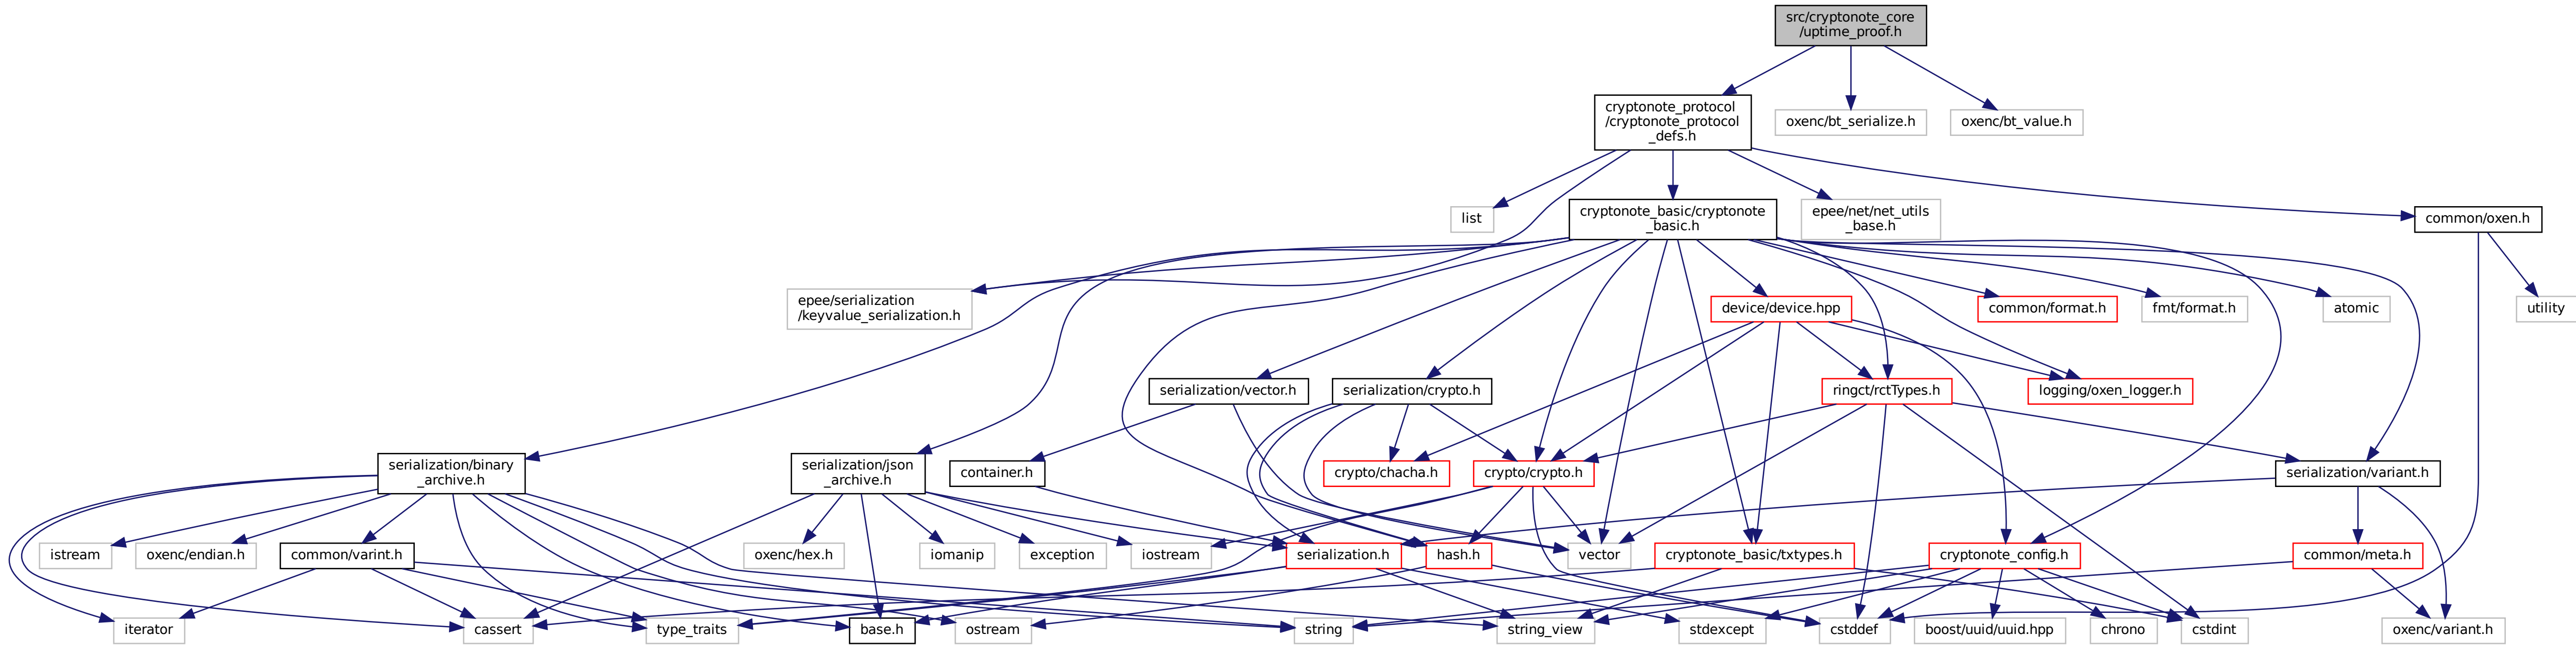 src/cryptonote_core
/uptime_proof.h
cryptonote_protocol
/cryptonote_protocol
_defs.h
oxenc/bt_serialize.h
oxenc/bt_value.h
list
cryptonote_basic/cryptonote
_basic.h
epee/net/net_utils
_base.h
common/oxen.h
epee/serialization
/keyvalue_serialization.h
device/device.hpp
common/format.h
fmt/format.h
atomic
utility
serialization/vector.h
serialization/crypto.h
ringct/rctTypes.h
logging/oxen_logger.h
serialization/binary
_archive.h
serialization/json
_archive.h
container.h
crypto/chacha.h
crypto/crypto.h
serialization/variant.h
istream
oxenc/endian.h
common/varint.h
oxenc/hex.h
iomanip
exception
iostream
serialization.h
hash.h
vector
cryptonote_basic/txtypes.h
cryptonote_config.h
common/meta.h
iterator
cassert
type_traits
base.h
ostream
string
string_view
stdexcept
cstddef
boost/uuid/uuid.hpp
chrono
cstdint
oxenc/variant.h